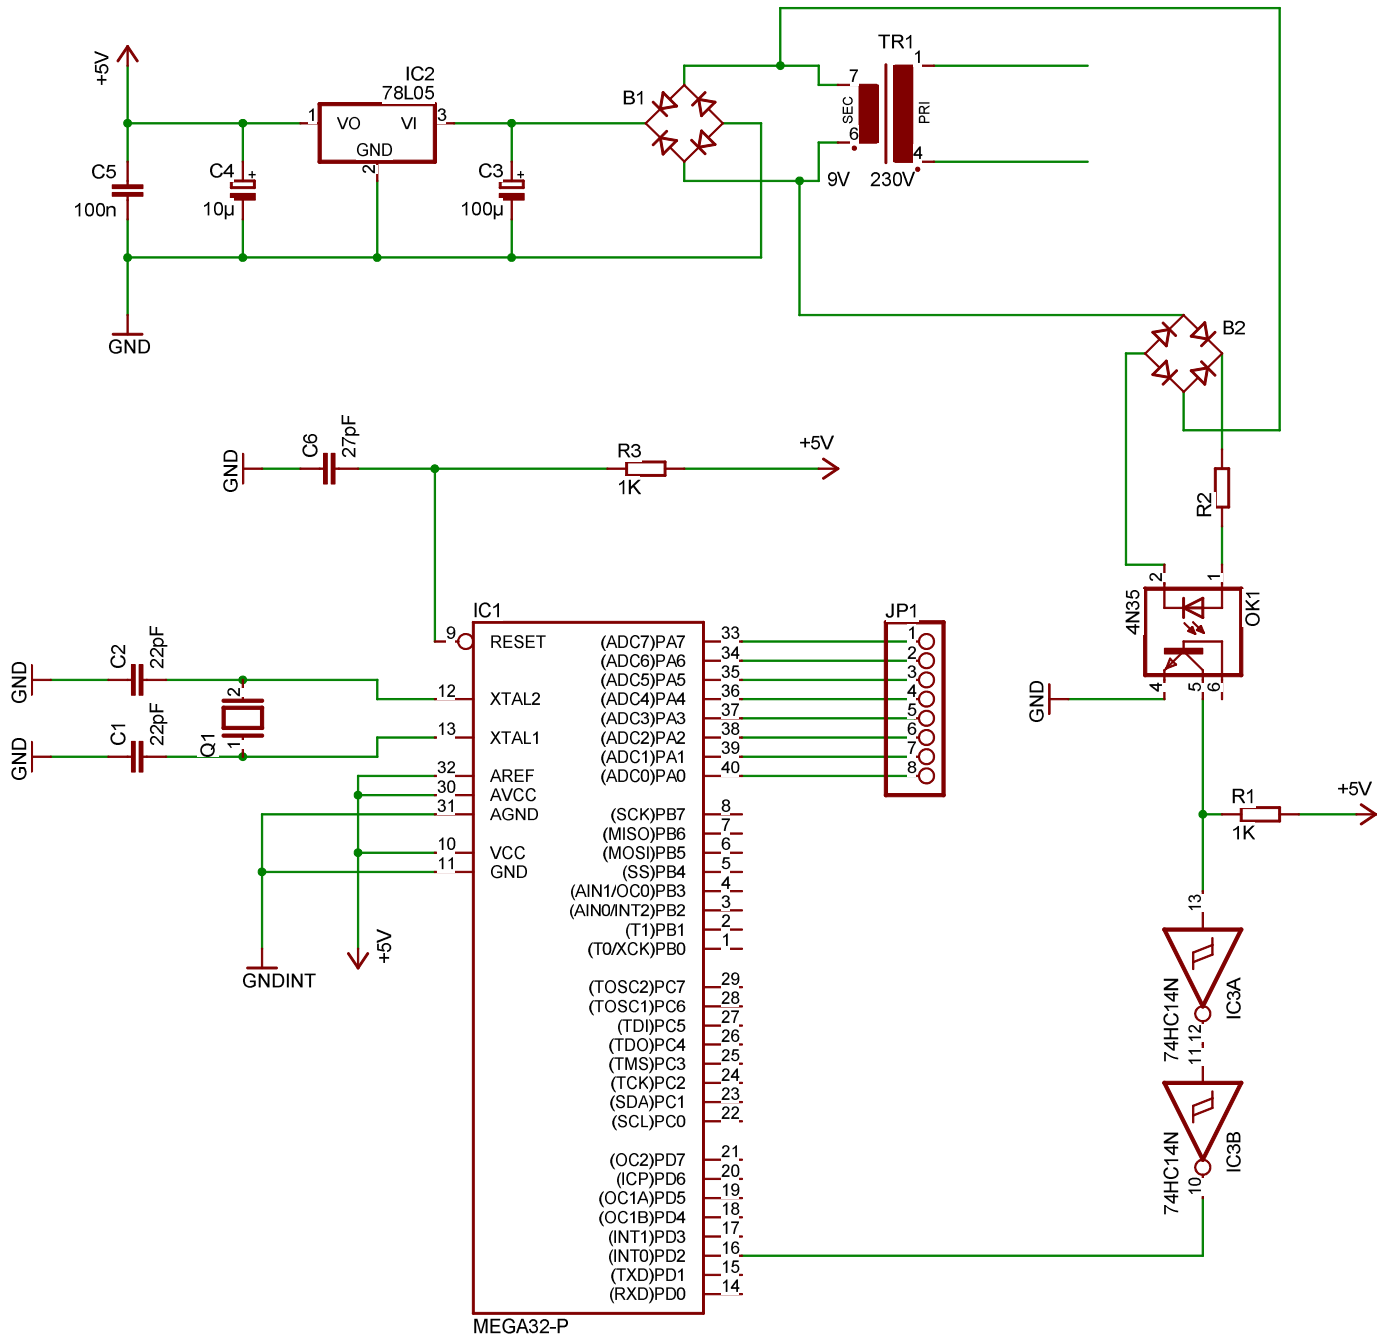 +5V
IC2
78L05
1
VO
VI
3
GND
2
C5
100n
C4
+
10µ
C3
+
100µ
GND
B1
TR1
7
1
SEC
PRI
6
4
9V
230V
B2
R2
GND
C6
27pF
R3
1K
+5V
2
1
4N35
OK1
4
5
6
GND
R1
1K
+5V
13
74HC14N
IC3A
12
11
74HC14N
IC3B
10
GND
C2
22pF
GND
C1
22pF
2
Q1
1
GNDINT
+5V
IC1
9 RESET
12 XTAL2
13 XTAL1
32 AREF
30 AVCC
31 AGND
10 VCC
11 GND
(ADC7)PA7 33
(ADC6)PA6 34
(ADC5)PA5 35
(ADC4)PA4 36
(ADC3)PA3 37
(ADC2)PA2 38
(ADC1)PA1 39
(ADC0)PA0 40
JP1
1
2
3
4
5
6
7
8
(SCK)PB7 8
(MISO)PB6 7
(MOSI)PB5 6
(SS)PB4 5
(AIN1/OC0)PB3 4
(AIN0/INT2)PB2 3
(T1)PB1 2
(T0/XCK)PB0 1
(TOSC2)PC7 29
(TOSC1)PC6 28
(TDI)PC5 27
(TDO)PC4 26
(TMS)PC3 25
(TCK)PC2 24
(SDA)PC1 23
(SCL)PC0 22
(OC2)PD7 21
(ICP)PD6 20
(OC1A)PD5 19
(OC1B)PD4 18
(INT1)PD3 17
(INT0)PD2 16
(TXD)PD1 15
(RXD)PD0 14
MEGA32-P